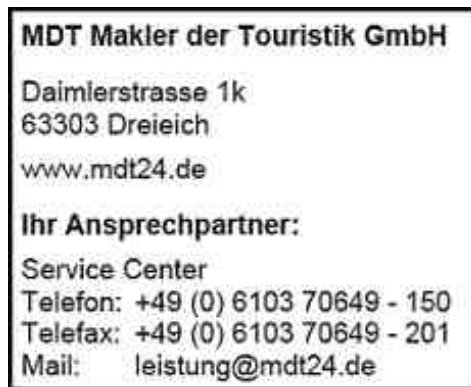 MDT Makler der Touristik GmbH
Daimlerstrasse 1k
63303 Dreieich
www.mdt24.de
Ihr Ansprechpartner:
Service Center
Telefon: +49 (0) 6103 70649 - 150
Telefax: +49 (0) 6103 70649 - 201
Mail: leistung@mdt24.de